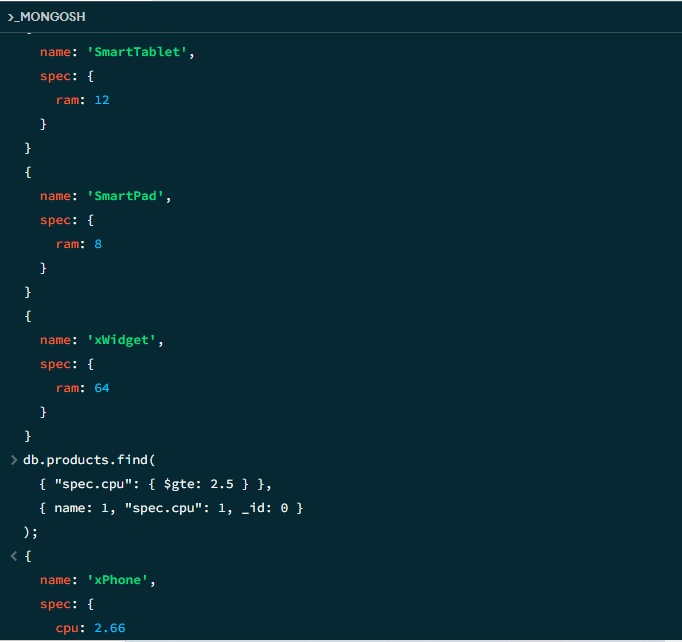 >_MONGOSH
name: 'SmartTablet',
spec: {
ram: 12
}
}
{
name: 'SmartPad',
spec: {
ram: 8
}
}
{
name: 'xWidget',
spec: {
ram: 64
}
}
> db.products.find(
{ "spec.cpu": { $gte: 2.5 } },
{ name: 1, "spec.cpu": 1, _id: 0 }
);
< {
name: 'xPhone',
spec: {
cpu: 2.66